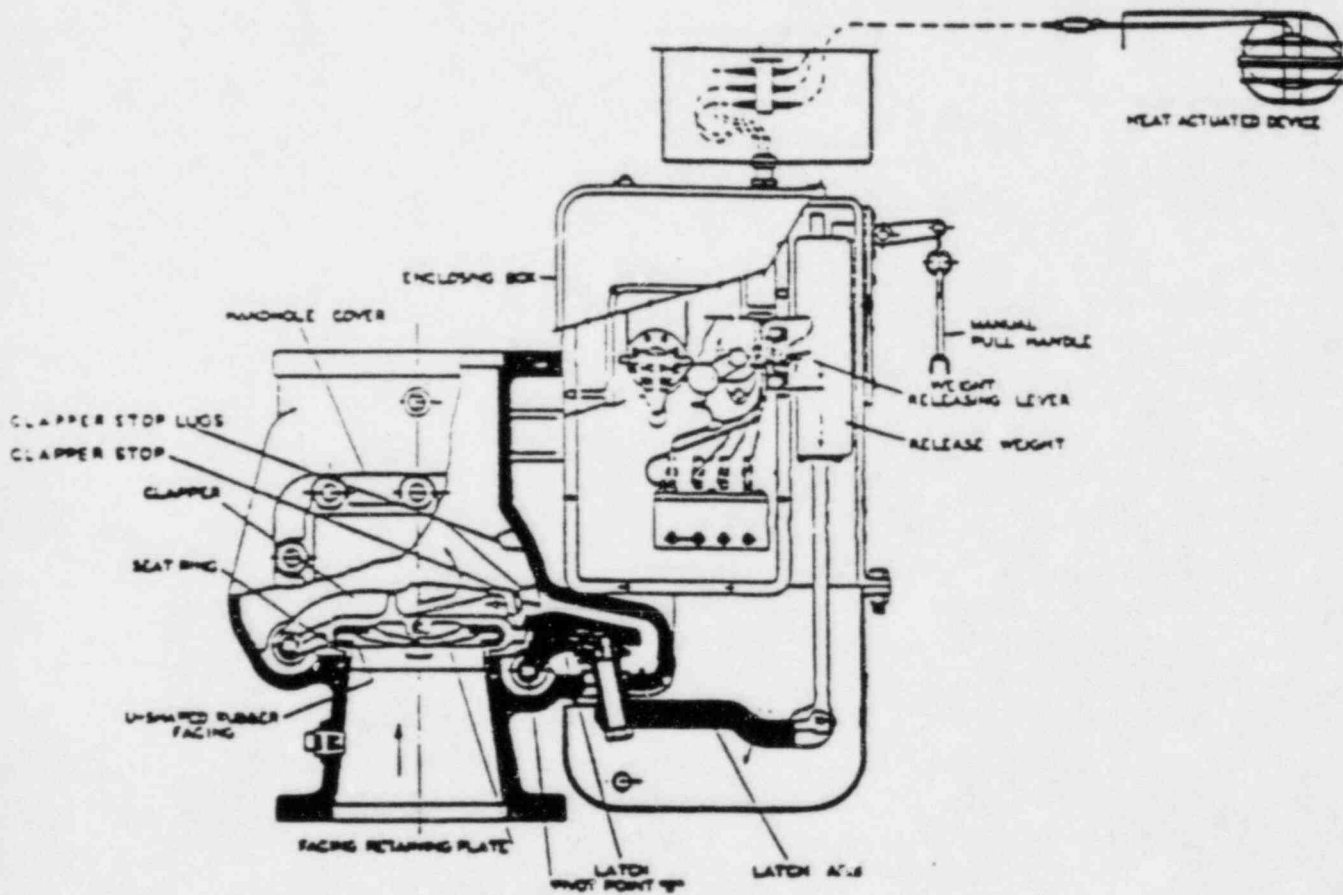 HEAT ACTUATED DEVICE
ENCLOSING BOX
HANDHOLE COVER
MANUAL
PULL HANDLE
WEIGHT
RELEASING LEVER
CLAPPER STOP LUGS
RELEASE WEIGHT
CLAPPER STOP
CLAPPER
SEAT RING
U-SHAPED RUBBER
FACING
FACING RETAINING PLATE
LATCH
PIVOT POINT
LATCH